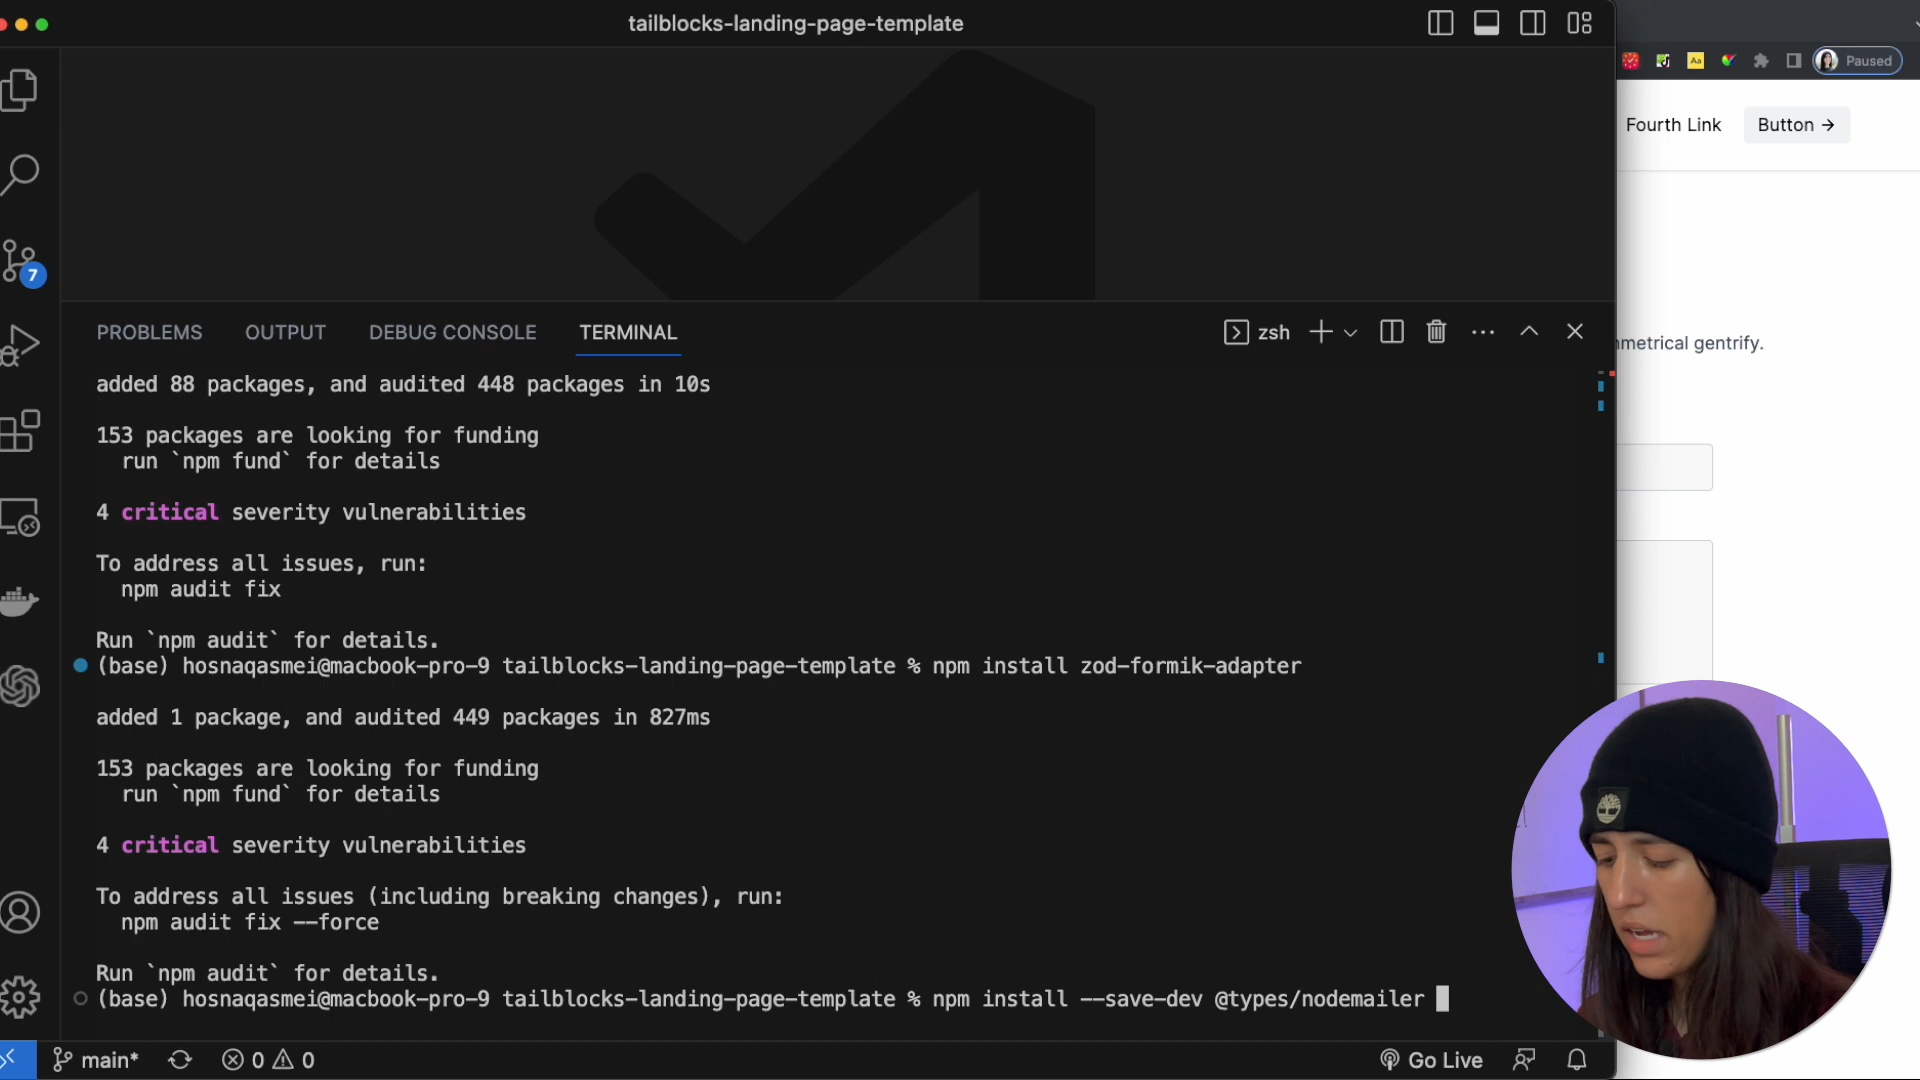 tailblocks-landing-page-template
Aa
Paused
Fourth Link
Button →
mmetrical gentrify.
7
PROBLEMS
OUTPUT
DEBUG CONSOLE
TERMINAL
zsh
added 88 packages, and audited 448 packages in 10s
153 packages are looking for funding
run `npm fund` for details
4 critical severity vulnerabilities
To address all issues, run:
npm audit fix
Run `npm audit` for details.
(base) hosnaqasmei@macbook-pro-9 tailblocks-landing-page-template % npm install zod-formik-adapter
added 1 package, and audited 449 packages in 827ms
153 packages are looking for funding
run `npm fund` for details
4 critical severity vulnerabilities
To address all issues (including breaking changes), run:
npm audit fix --force
Run `npm audit` for details.
(base) hosnaqasmei@macbook-pro-9 tailblocks-landing-page-template % npm install --save-dev @types/nodemailer
main*
0
0
Go Live